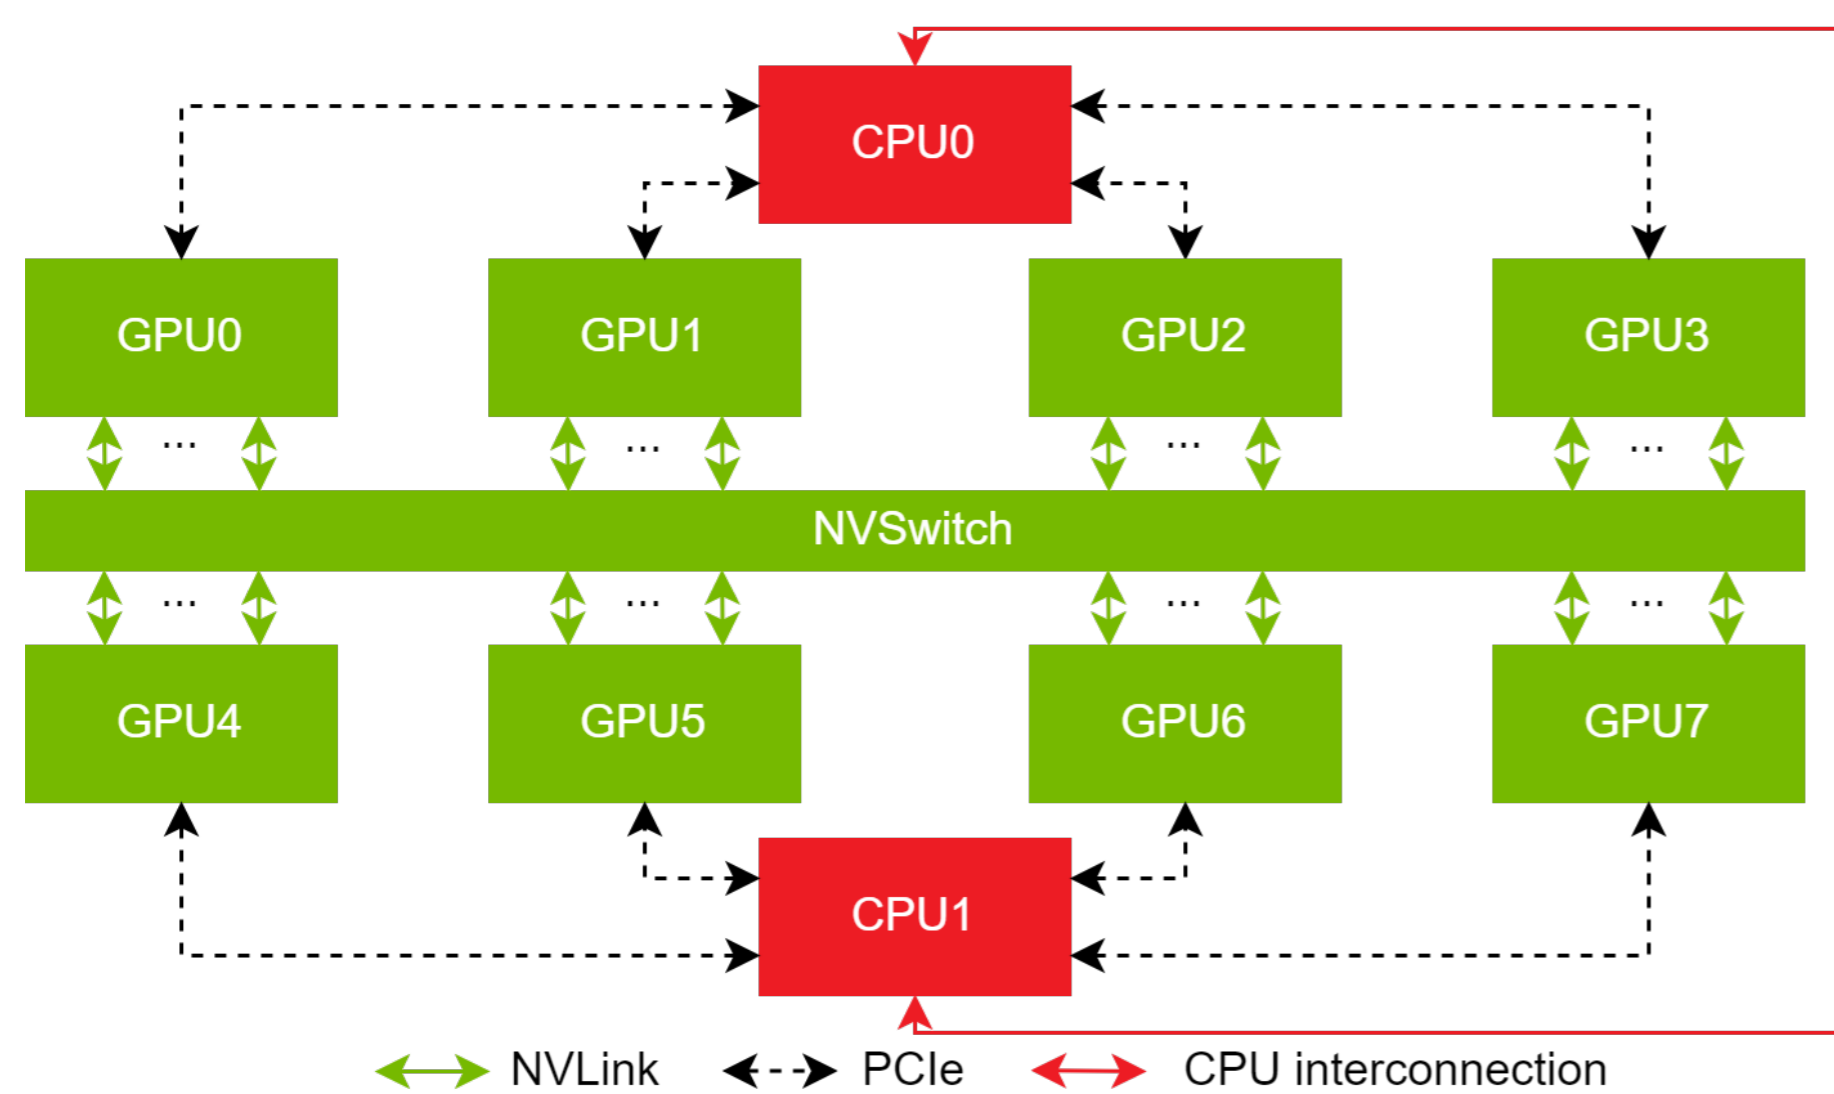 CPU0
GPU0
GPU1
GPU2
GPU3
...
...
...
...
NVSwitch
...
...
...
...
GPU4
GPU5
GPU6
GPU7
CPU1
NVLink
PCIe
CPU interconnection